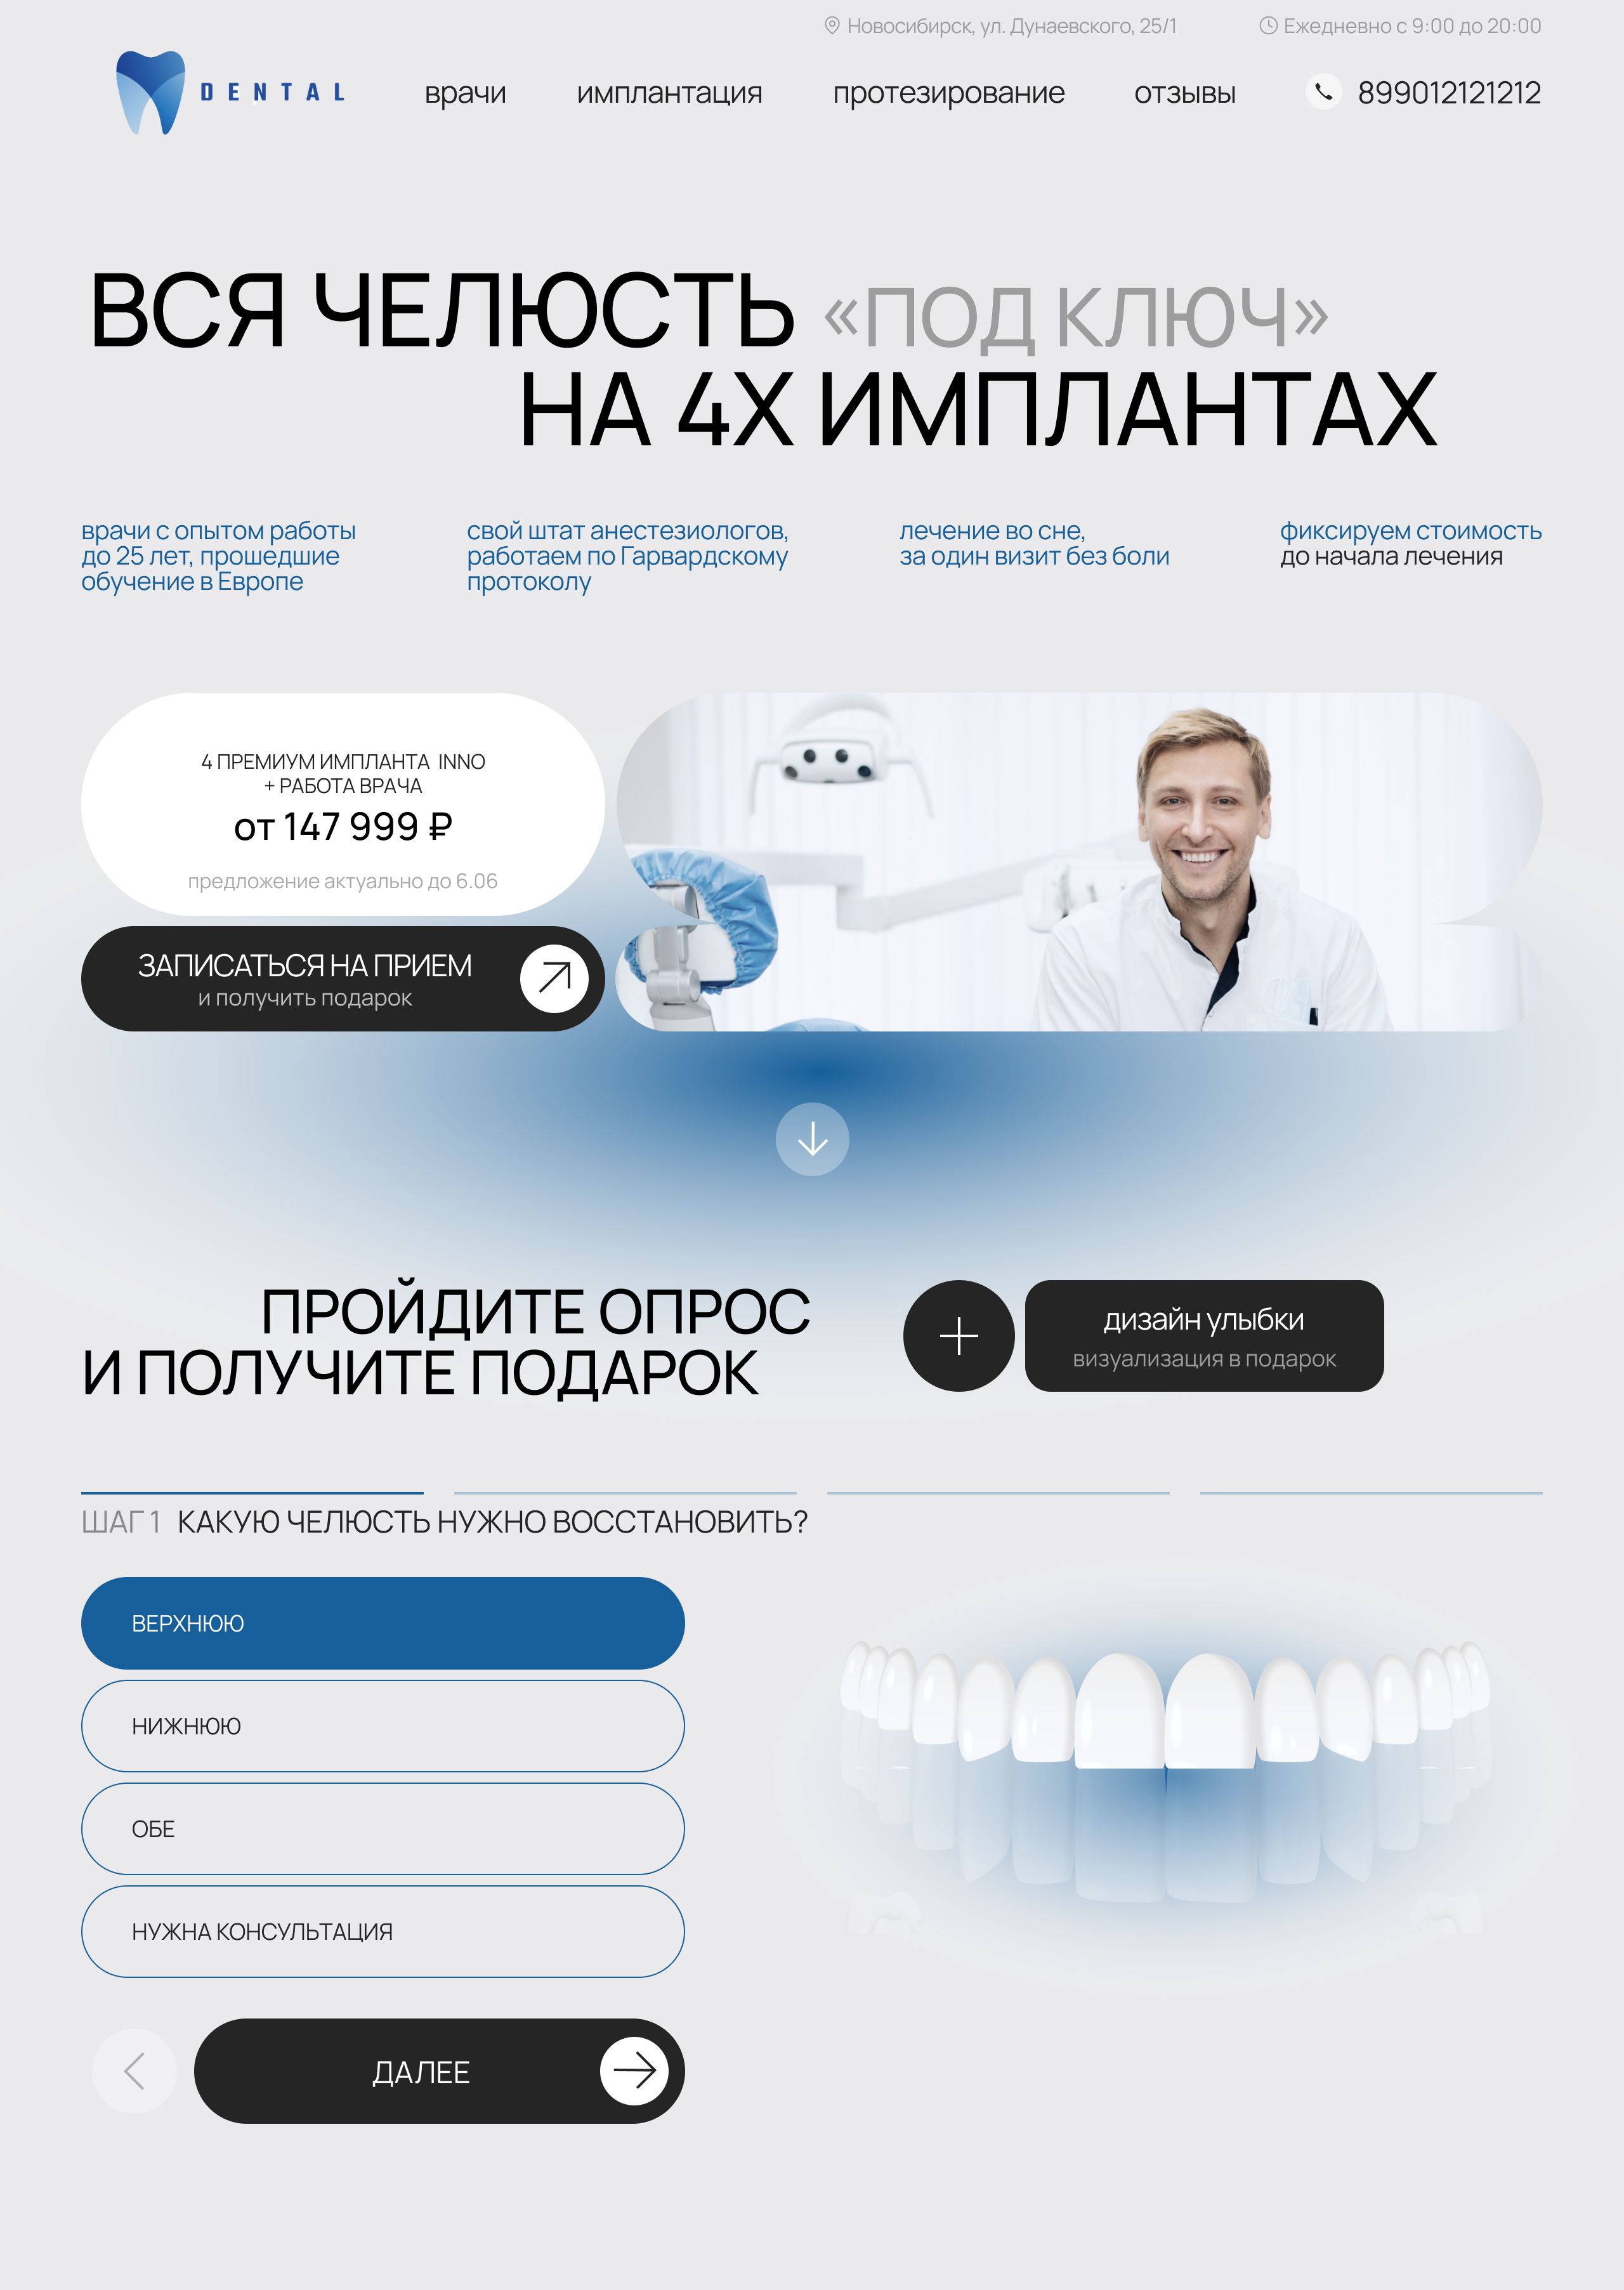 Новосибирск, ул. Дунаевского, 25/1
Ежедневно с 9:00 до 20:00
DENTAL
врачи
имплантация
протезирование
отзывы
899012121212
ВСЯ ЧЕЛЮСТЬ «ПОД КЛЮЧ»
НА 4Х ИМПЛАНТАХ
врачи с опытом работы
до 25 лет, прошедшие
обучение в Европе
свой штат анестезиологов,
работаем по Гарвардскому
протоколу
лечение во сне,
за один визит без боли
фиксируем стоимость
до начала лечения
4 ПРЕМИУМ ИМПЛАНТА INNO
+ РАБОТА ВРАЧА
от 147 999 ₽
предложение актуально до 6.06
ЗАПИСАТЬСЯ НА ПРИЕМ
и получить подарок
ПРОЙДИТЕ ОПРОС
И ПОЛУЧИТЕ ПОДАРОК
дизайн улыбки
визуализация в подарок
ШАГ 1 КАКУЮ ЧЕЛЮСТЬ НУЖНО ВОССТАНОВИТЬ?
ВЕРХНЮЮ
НИЖНЮЮ
ОБЕ
НУЖНА КОНСУЛЬТАЦИЯ
ДАЛЕЕ